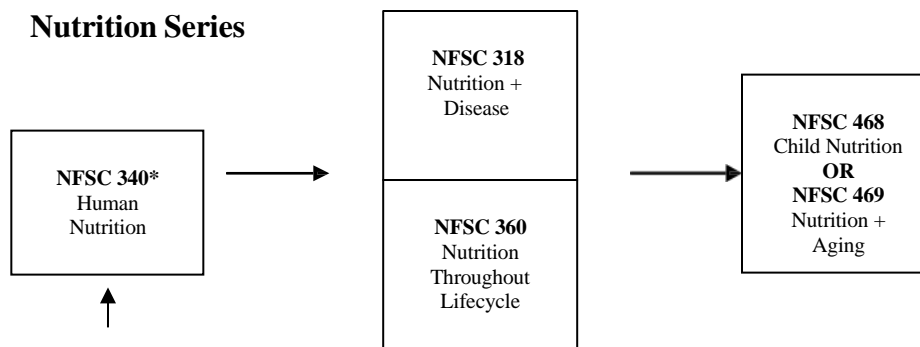 Nutrition Series
NFSC 340*
Human
Nutrition
NFSC 318
Nutrition +
Disease
NFSC 360
Nutrition
Throughout
Lifecycle
NFSC 468
Child Nutrition
OR
NFSC 469
Nutrition +
Aging